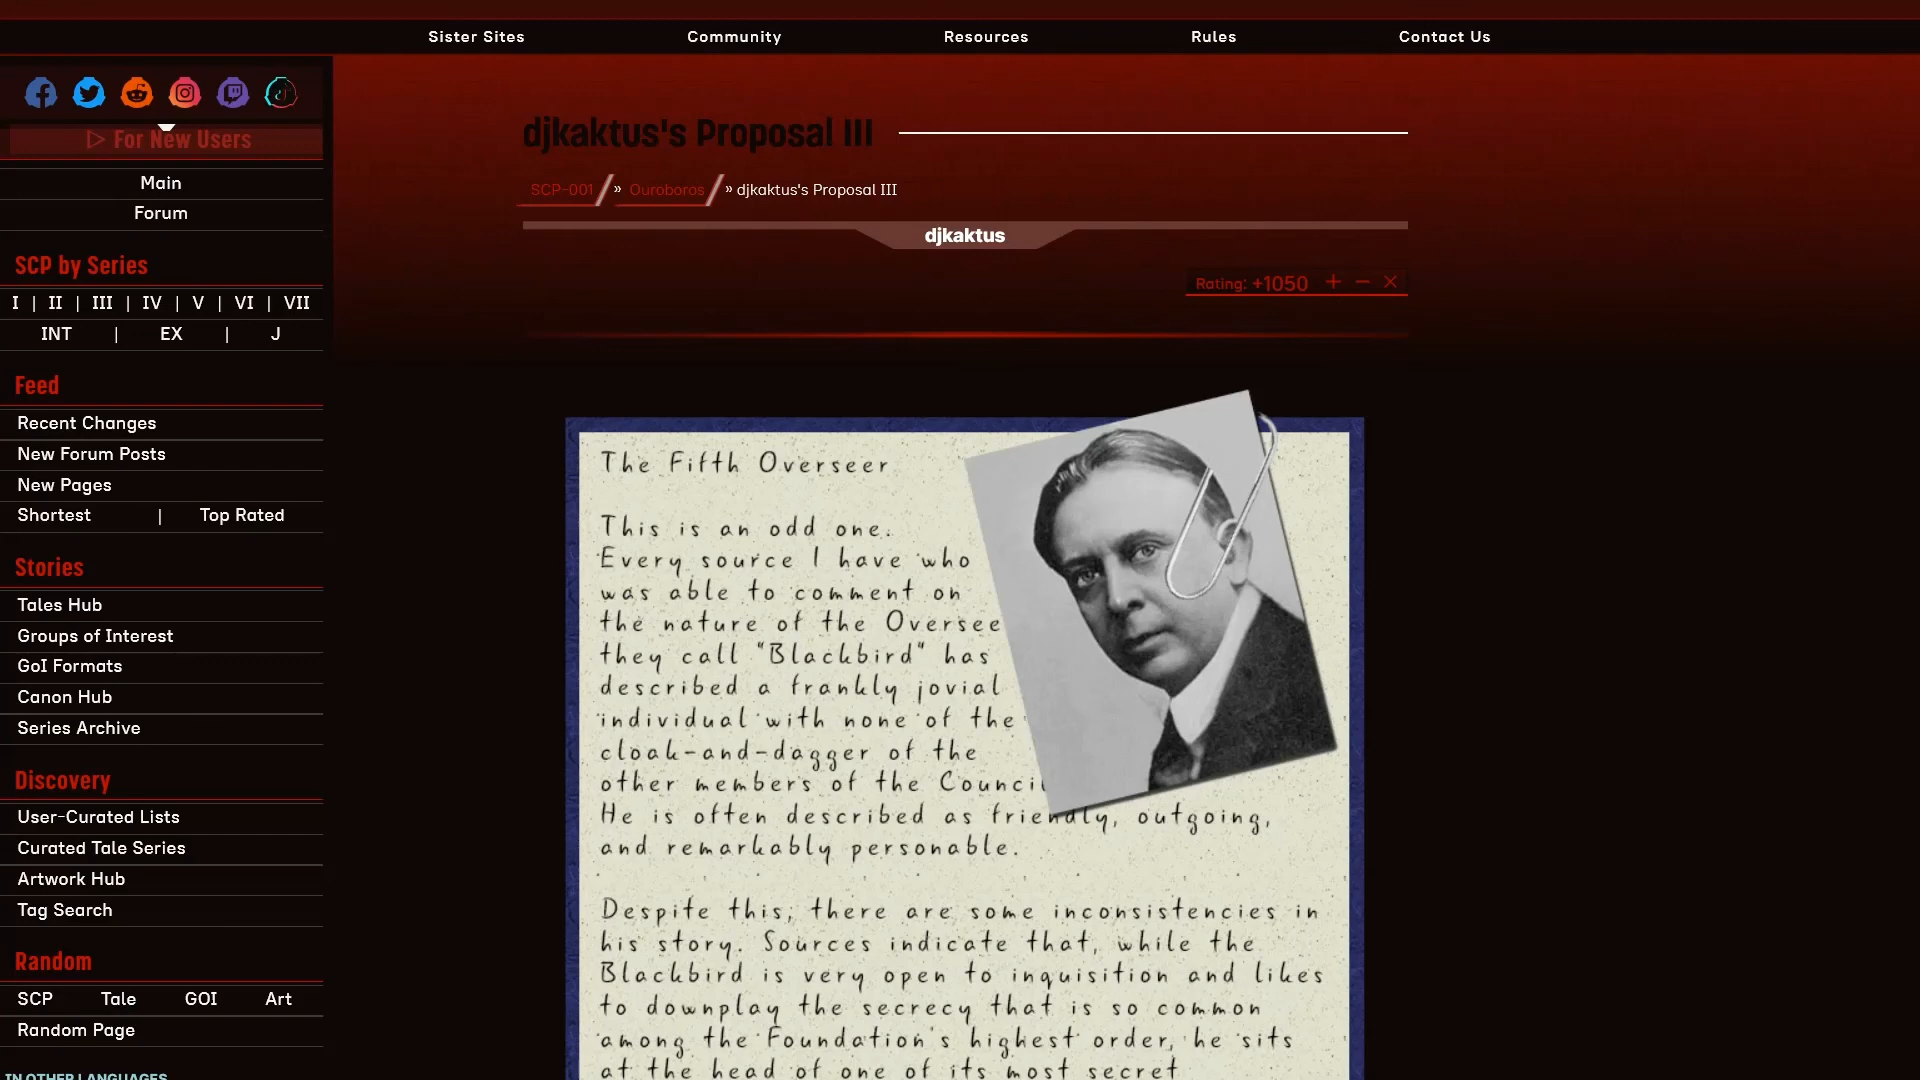 Sister Sites
Community
Resources
Rules
Contact Us
For New Users
Main
Forum
SCP by Series
I | II | III | IV | V | VI | VII
INT | EX | J
Feed
Recent Changes
New Forum Posts
New Pages
Shortest | Top Rated
Stories
Tales Hub
Groups of Interest
GoI Formats
Canon Hub
Series Archive
Discovery
User-Curated Lists
Curated Tale Series
Artwork Hub
Tag Search
Random
SCP Tale GOI Art
Random Page
IN OTHER LANGUAGES
djkaktus's Proposal III
SCP-001 » Ouroboros » djkaktus's Proposal III
djkaktus
Rating: +1050 + − ×
The Fifth Overseer
This is an odd one.
Every source I have who
was able to comment on
the nature of the Oversee
they call "Blackbird" has
described a frankly jovial
individual with none of the
cloak-and-dagger of the
other members of the Counci
He is often described as friendly, outgoing,
and remarkably personable.
Despite this, there are some inconsistencies in
his story. Sources indicate that, while the
Blackbird is very open to inquisition and likes
to downplay the secrecy that is so common
among the Foundation's highest order, he sits
at the head of one of its most secret